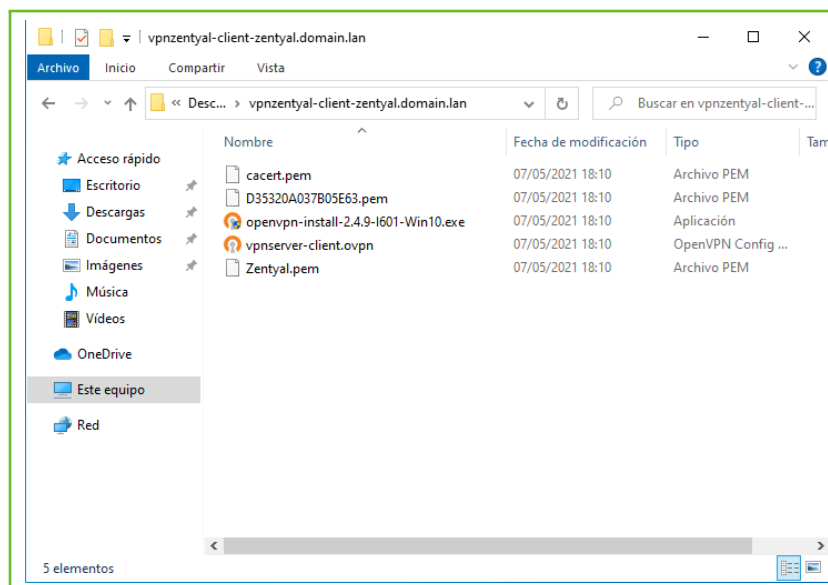 vpnzentyal-client-zentyal.domain.lan
Archivo Inicio Compartir Vista
« Desc... › vpnzentyal-client-zentyal.domain.lan
Buscar en vpnzentyal-client-...
Nombre Fecha de modificación Tipo Tam
Acceso rápido
Escritorio
Descargas
Documentos
Imágenes
Música
Vídeos
OneDrive
Este equipo
Red
cacert.pem 07/05/2021 18:10 Archivo PEM
D35320A037B05E63.pem 07/05/2021 18:10 Archivo PEM
openvpn-install-2.4.9-I601-Win10.exe 07/05/2021 18:10 Aplicación
vpnserver-client.ovpn 07/05/2021 18:10 OpenVPN Config ...
Zentyal.pem 07/05/2021 18:10 Archivo PEM
5 elementos